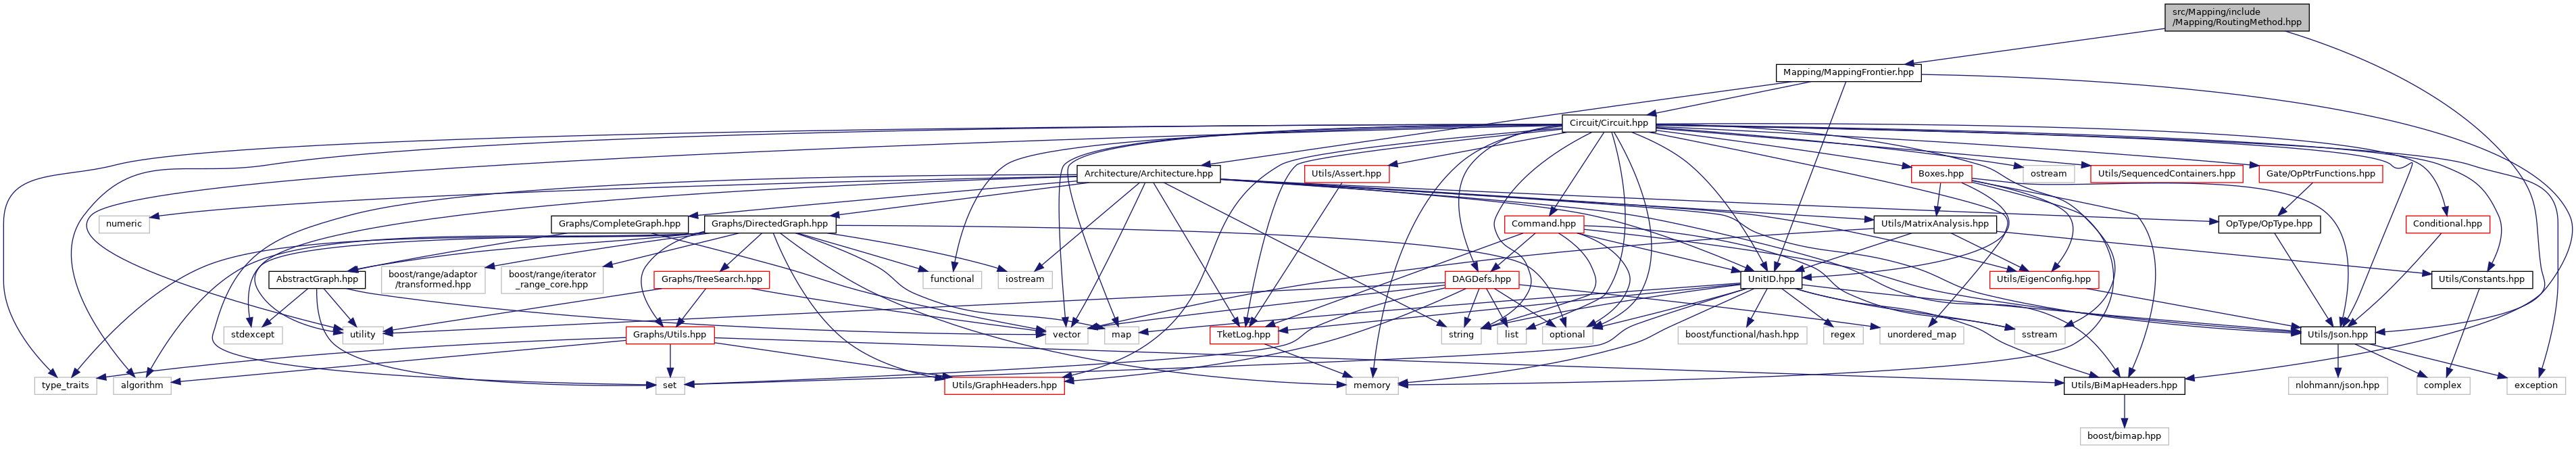 src/Mapping/include
/Mapping/RoutingMethod.hpp
Mapping/MappingFrontier.hpp
Circuit/Circuit.hpp
Architecture/Architecture.hpp
Utils/Assert.hpp
Boxes.hpp
ostream
Utils/SequencedContainers.hpp
Gate/OpPtrFunctions.hpp
numeric
Graphs/CompleteGraph.hpp
Graphs/DirectedGraph.hpp
Command.hpp
Utils/MatrixAnalysis.hpp
OpType/OpType.hpp
Conditional.hpp
AbstractGraph.hpp
boost/range/adaptor
/transformed.hpp
boost/range/iterator
_range_core.hpp
Graphs/TreeSearch.hpp
functional
iostream
DAGDefs.hpp
UnitID.hpp
Utils/EigenConfig.hpp
Utils/Constants.hpp
stdexcept
utility
Graphs/Utils.hpp
vector
map
TketLog.hpp
string
list
optional
boost/functional/hash.hpp
regex
unordered_map
sstream
Utils/Json.hpp
type_traits
algorithm
set
Utils/GraphHeaders.hpp
memory
Utils/BiMapHeaders.hpp
nlohmann/json.hpp
complex
exception
boost/bimap.hpp